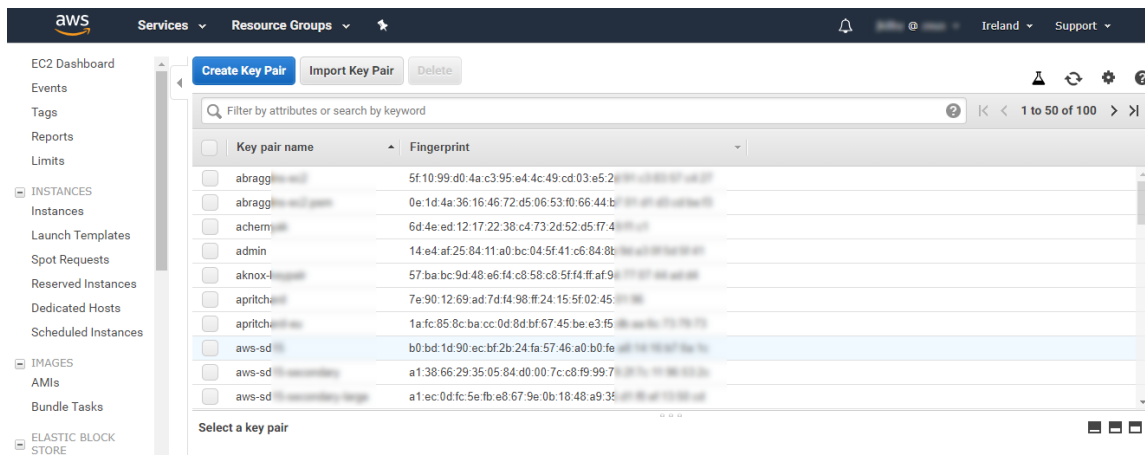 aws Services Resource Groups @ Ireland Support
EC2 Dashboard
Events
Tags
Reports
Limits
INSTANCES
Instances
Launch Templates
Spot Requests
Reserved Instances
Dedicated Hosts
Scheduled Instances
IMAGES
AMIs
Bundle Tasks
ELASTIC BLOCK
STORE
Create Key Pair Import Key Pair Delete
Filter by attributes or search by keyword 1 to 50 of 100
Key pair name Fingerprint
abragg 5f:10:99:d0:4a:c3:95:e4:4c:49:cd:03:e5:2
abragg 0e:1d:4a:36:16:46:72:d5:06:53:f0:66:44:b
acherny 6d:4e:ed:12:17:22:38:c4:73:2d:52:d5:f7:4
admin 14:e4:af:25:84:11:a0:bc:04:5f:41:c6:84:8b
aknox- 57:ba:bc:9d:48:e6:f4:c8:58:c8:5f:f4:ff:af:9
apritcha 7e:90:12:69:ad:7d:f4:98:ff:24:15:5f:02:45:
apritcha 1a:fc:85:8c:ba:cc:0d:8d:bf:67:45:be:e3:f5
aws-sd b0:bd:1d:90:ec:bf:2b:24:fa:57:46:a0:b0:fe
aws-sd a1:38:66:29:35:05:84:d0:00:7c:c8:f9:99:7
aws-sd a1:ec:0d:fc:5e:fb:e8:67:9e:0b:18:48:a9:35
Select a key pair